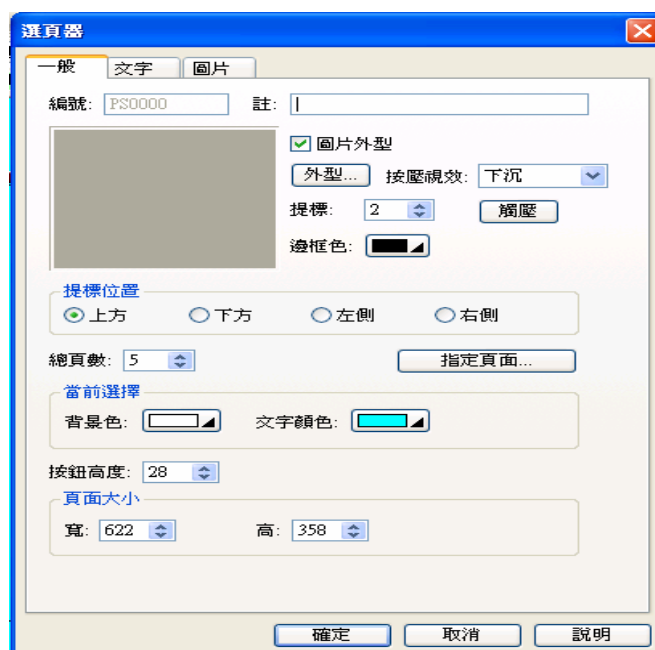 選頁器
一般 文字 圖片
編號: PS0000 註:
圖片外型
外型... 按壓視效: 下沉
提標: 2 觸壓
邊框色:
提標位置
上方 下方 左側 右側
總頁數: 5 指定頁面...
當前選擇
背景色: 文字顏色:
按鈕高度: 28
頁面大小
寬: 622 高: 358
確定 取消 說明